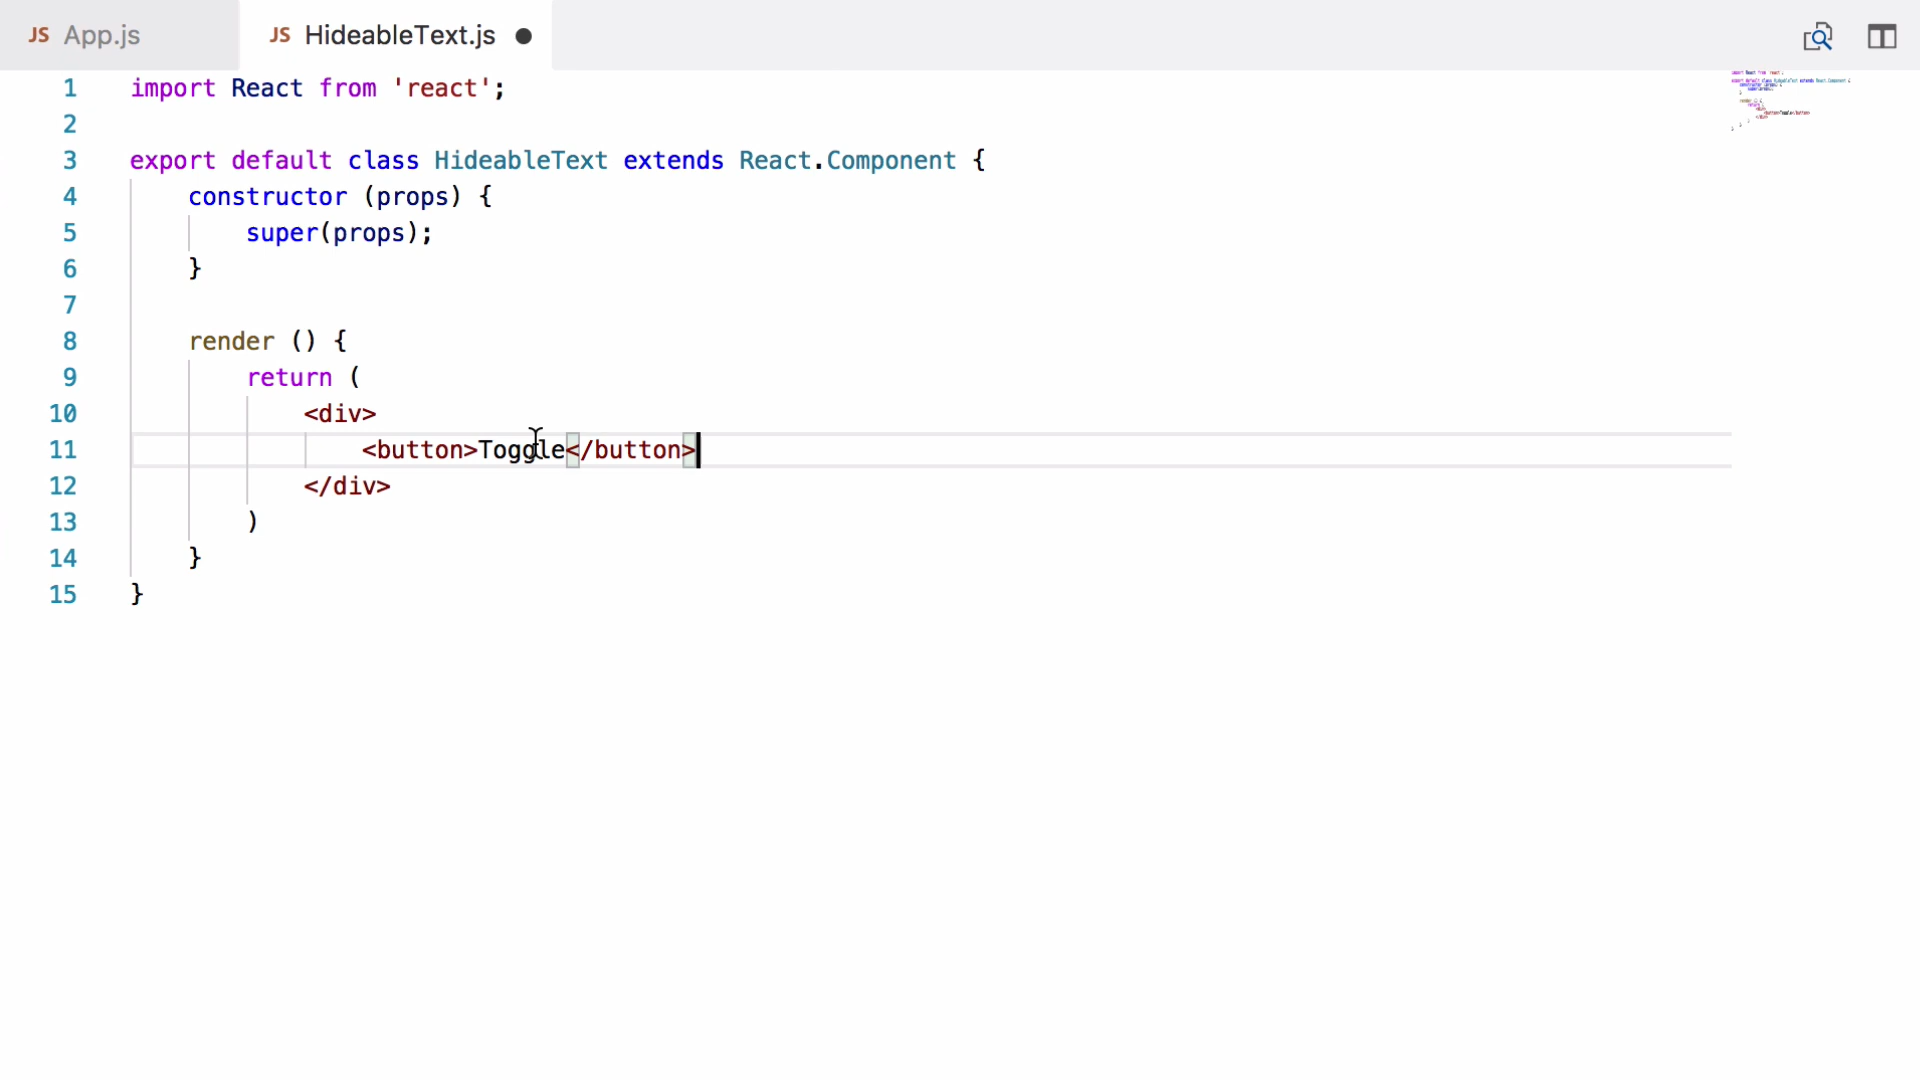 JS App.js JS HideableText.js
1 import React from 'react';
2
3 export default class HideableText extends React.Component {
4 constructor (props) {
5 super(props);
6 }
7
8 render () {
9 return (
10 <div>
11 <button>Toggle</button>
12 </div>
13 )
14 }
15 }